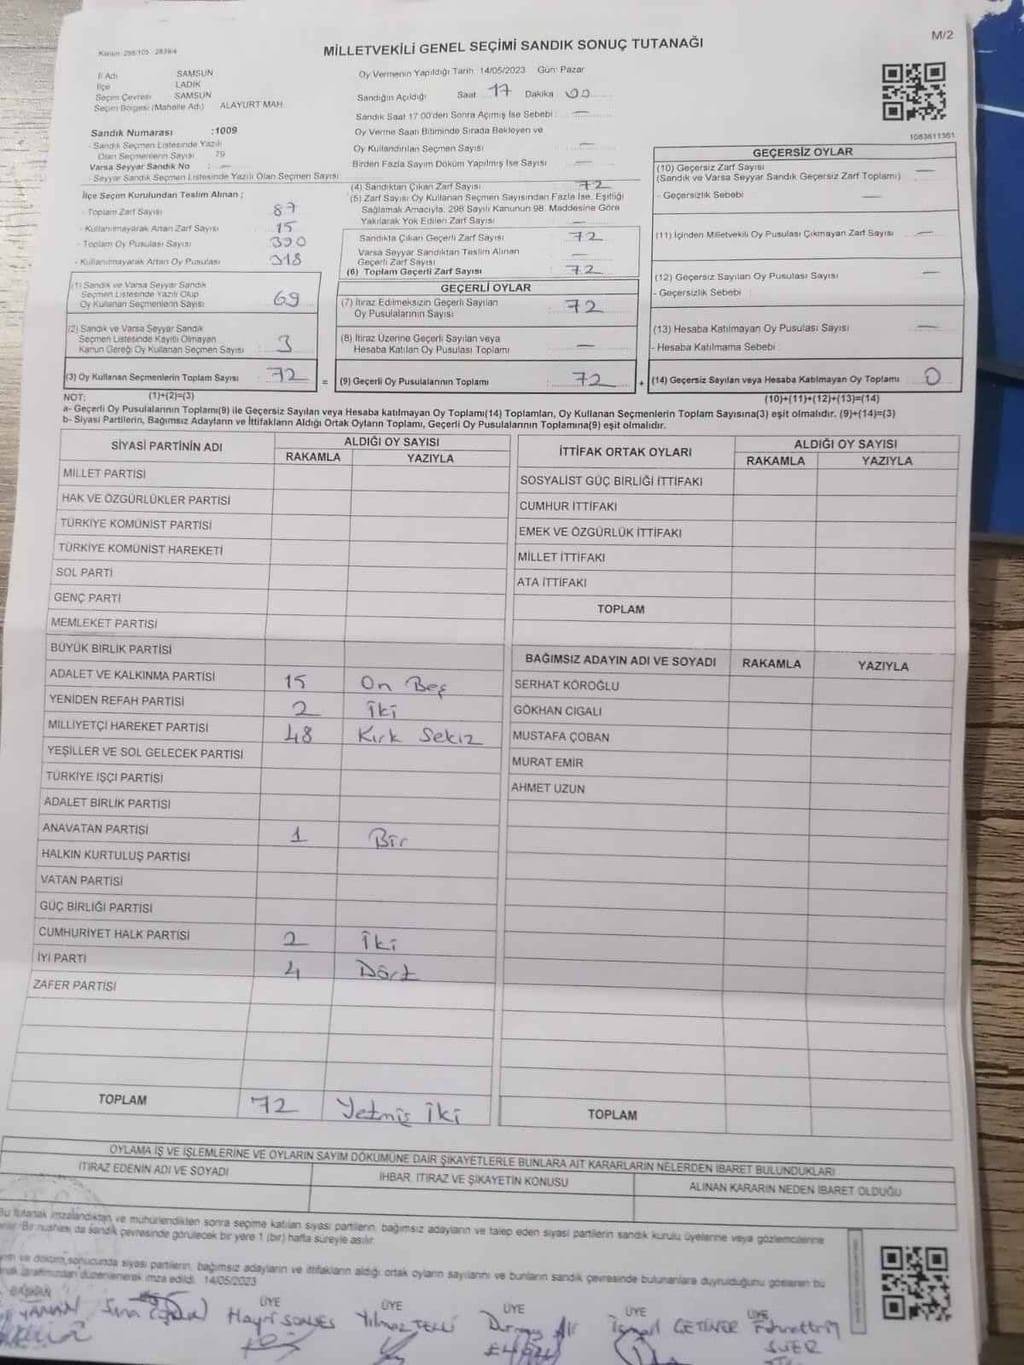 M/2
Kanun 298/105
MİLLETVEKİLİ GENEL SEÇİMİ SANDIK SONUÇ TUTANAĞI
İl Adı SAMSUN
İlçe LADİK
Seçim Çevresi SAMSUN
Seçim Bölgesi (Mahalle Adı) ALAYURT MAH.
Oy Vermenin Yapıldığı Tarih 14/05/2023 Gün: Pazar
Sandığın Açıldığı Saat 17 Dakika 00
Sandık Saat 17.00'den Sonra Açımış İse Sebebi : —
Sandık Numarası :1009
- Sandık Seçmen Listesinde Yazılı
Olan Seçmenlerin Sayısı 79
Varsa Seyyar Sandık No : —
- Seyyar Sandık Seçmen Listesinde Yazılı Olan Seçmen Sayısı
Oy Verme Saati Bitiminde Sırada Bekleyen ve
Oy Kullandırılan Seçmen Sayısı —
Birden Fazla Sayım Döküm Yapılmış İse Sayısı —
İlçe Seçim Kurulundan Teslim Alınan ;
- Toplam Zarf Sayısı 87
- Kullanılmayarak Artan Zarf Sayısı 15
- Toplam Oy Pusulası Sayısı 390
- Kullanılmayarak Artan Oy Pusulası 318
(1) Sandık ve Varsa Seyyar Sandık
Seçmen Listesinde Yazılı Olup
Oy Kullanan Seçmenlerin Sayısı 69
(2) Sandık ve Varsa Seyyar Sandık
Seçmen Listesinde Kayıtlı Olmayan
Kanun Gereği Oy Kullanan Seçmen Sayısı 3
(3) Oy Kullanan Seçmenlerin Toplam Sayısı 72
(4) Sandıktan Çıkan Zarf Sayısı 72
(5) Zarf Sayısı Oy Kullanan Seçmen Sayısından Fazla İse, Eşitliği
Sağlamak Amacıyla, 298 Sayılı Kanunun 98. Maddesine Göre
Yakılarak Yok Edilen Zarf Sayısı —
Sandıkta Çıkan Geçerli Zarf Sayısı 72
Varsa Seyyar Sandıktan Teslim Alınan
Geçerli Zarf Sayısı —
(6) Toplam Geçerli Zarf Sayısı 72
GEÇERLİ OYLAR
(7) İtiraz Edilmeksizin Geçerli Sayılan
Oy Pusulalarının Sayısı 72
(8) İtiraz Üzerine Geçerli Sayılan veya
Hesaba Katılan Oy Pusulası Toplamı —
= (9) Geçerli Oy Pusulalarının Toplamı 72
GEÇERSİZ OYLAR
(10) Geçersiz Zarf Sayısı
(Sandık ve Varsa Seyyar Sandık Geçersiz Zarf Toplamı) —
- Geçersizlik Sebebi —
(11) İçinden Milletvekili Oy Pusulası Çıkmayan Zarf Sayısı —
(12) Geçersiz Sayılan Oy Pusulası Sayısı —
- Geçersizlik Sebebi :
(13) Hesaba Katılmayan Oy Pusulası Sayısı —
- Hesaba Katılmama Sebebi :
+ (14) Geçersiz Sayılan veya Hesaba Katılmayan Oy Toplamı 0
NOT: (1)+(2)=(3) (10)+(11)+(12)+(13)=(14)
a- Geçerli Oy Pusulalarının Toplamı(9) ile Geçersiz Sayılan veya Hesaba katılmayan Oy Toplamı(14) Toplamları, Oy Kullanan Seçmenlerin Toplam Sayısına(3) eşit olmalıdır. (9)+(14)=(3)
b- Siyasi Partilerin, Bağımsız Adayların ve İttifakların Aldığı Ortak Oyların Toplamı, Geçerli Oy Pusulalarının Toplamına(9) eşit olmalıdır.
SİYASİ PARTİNİN ADI ALDIĞI OY SAYISI
RAKAMLA YAZIYLA
MİLLET PARTİSİ
HAK VE ÖZGÜRLÜKLER PARTİSİ
TÜRKİYE KOMÜNİST PARTİSİ
TÜRKİYE KOMÜNİST HAREKETİ
SOL PARTİ
GENÇ PARTİ
MEMLEKET PARTİSİ
BÜYÜK BİRLİK PARTİSİ
ADALET VE KALKINMA PARTİSİ 15 On Beş
YENİDEN REFAH PARTİSİ 2 İki
MİLLİYETÇİ HAREKET PARTİSİ 48 Kırk Sekiz
YEŞİLLER VE SOL GELECEK PARTİSİ
TÜRKİYE İŞÇİ PARTİSİ
ADALET BİRLİK PARTİSİ
ANAVATAN PARTİSİ 1 Bir
HALKIN KURTULUŞ PARTİSİ
VATAN PARTİSİ
GÜÇ BİRLİĞİ PARTİSİ
CUMHURİYET HALK PARTİSİ 2 İki
İYİ PARTİ 4 Dört
ZAFER PARTİSİ
TOPLAM 72 Yetmiş İki
İTTİFAK ORTAK OYLARI ALDIĞI OY SAYISI
RAKAMLA YAZIYLA
SOSYALİST GÜÇ BİRLİĞİ İTTİFAKI
CUMHUR İTTİFAKI
EMEK VE ÖZGÜRLÜK İTTİFAKI
MİLLET İTTİFAKI
ATA İTTİFAKI
TOPLAM
BAĞIMSIZ ADAYIN ADI VE SOYADI RAKAMLA YAZIYLA
SERHAT KÖROĞLU
GÖKHAN CIGALI
MUSTAFA ÇOBAN
MURAT EMİR
AHMET UZUN
TOPLAM
OYLAMA İŞ VE İŞLEMLERİNE VE OYLARIN SAYIM DÖKÜMÜNE DAİR ŞİKAYETLERLE BUNLARA AİT KARARLARIN NELERDEN İBARET BULUNDUKLARI
İTİRAZ EDENİN ADI VE SOYADI İHBAR, İTİRAZ VE ŞİKAYETİN KONUSU ALINAN KARARIN NEDEN İBARET OLDUĞU
Bu tutanak imzalandıktan ve mühürlendikten sonra seçime katılan siyasi partilerin, bağımsız adayların ve talep eden siyasi partilerin sandık kurulu üyelerine veya gözlemcilerine
Bir nüshası da sandık çevresinde görülecek bir yere 1 (bir) hafta süreyle asılır.
ve döküm sonucunda siyasi partilerin, bağımsız adayların ve ittifakların aldığı ortak oyların sayılarını ve bunların sandık çevresinde bulunanlara duyrulduğunu gösteren bu
düzenlenerek imza edildi. 14/05/2023
BAŞKAN ÜYE ÜYE ÜYE ÜYE ÜYE
Hayri SÖNMES Yılmaz TELLİ Durmuş Ali İsmail ÇETİNER Fahrettin
SUER